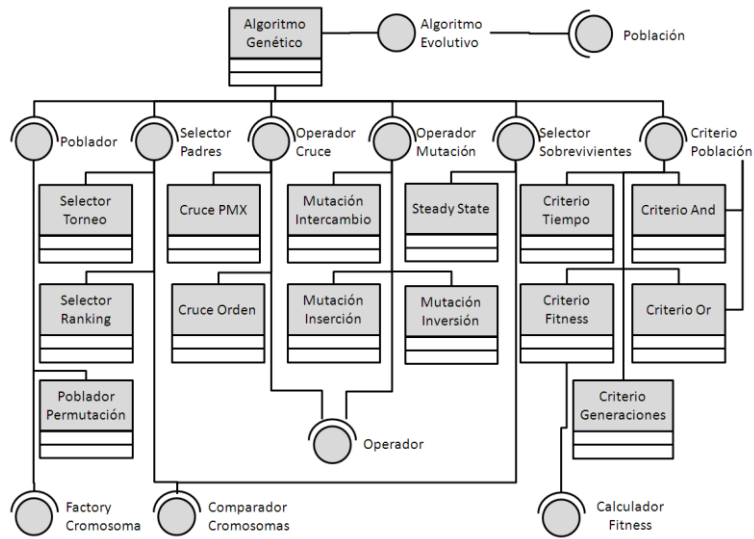 Algoritmo
Genético
Algoritmo
Evolutivo
Población
Poblador
Selector
Padres
Operador
Cruce
Operador
Mutación
Selector
Sobrevivientes
Criterio
Población
Selector
Torneo
Cruce PMX
Mutación
Intercambio
Steady State
Criterio
Tiempo
Criterio And
Selector
Ranking
Cruce Orden
Mutación
Inserción
Mutación
Inversión
Criterio
Fitness
Criterio Or
Poblador
Permutación
Criterio
Generaciones
Operador
Factory
Cromosoma
Comparador
Cromosomas
Calculador
Fitness